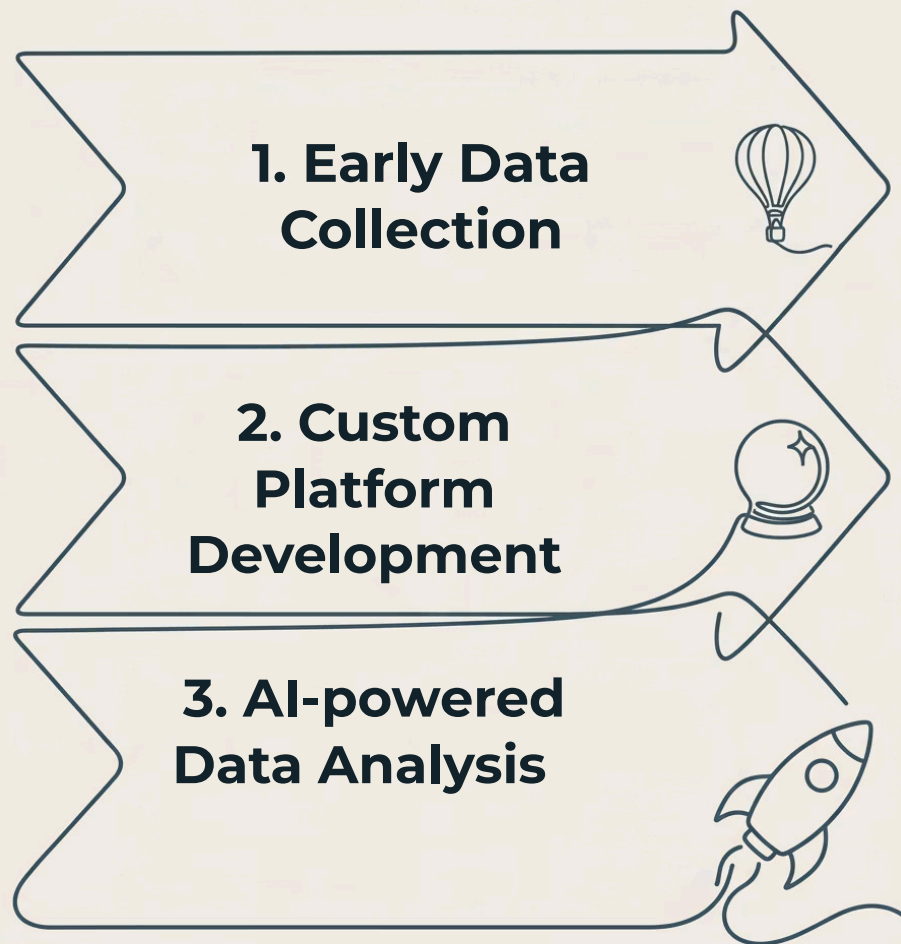 1. Early Data
Collection
2. Custom
Platform
Development
3. AI-powered
Data Analysis